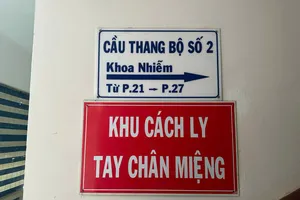 CẦU THANG BỘ SỐ 2
Khoa Nhiễm
Từ P.21 → P.27
KHU CÁCH LY
TAY CHÂN MIỆNG